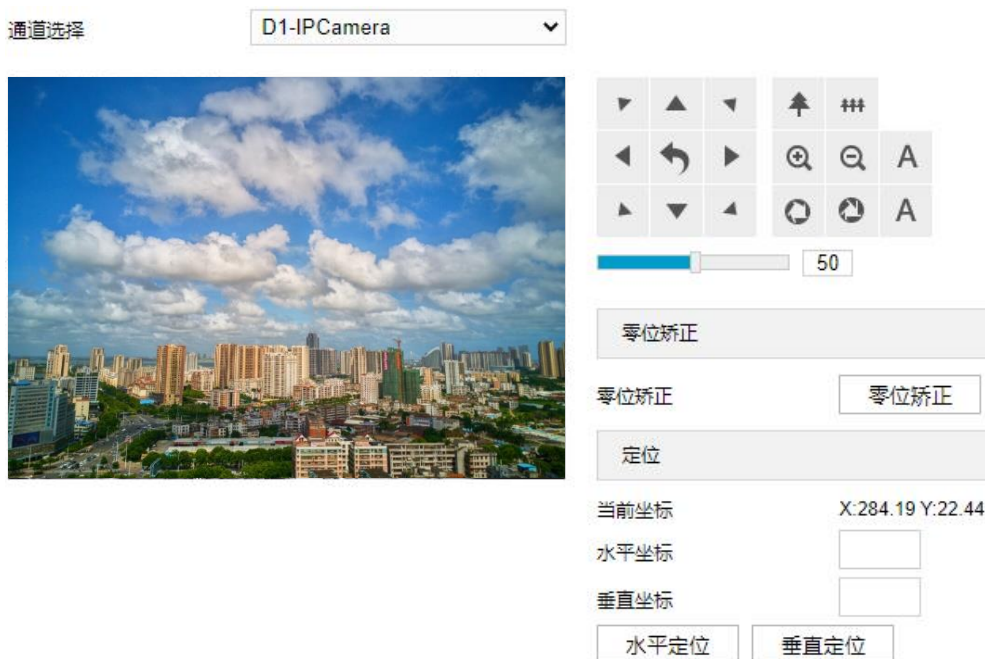 通道选择 D1-IPCamera
A
A
50
零位矫正
零位矫正 零位矫正
定位
当前坐标 X:284.19 Y:22.44
水平坐标
垂直坐标
水平定位 垂直定位